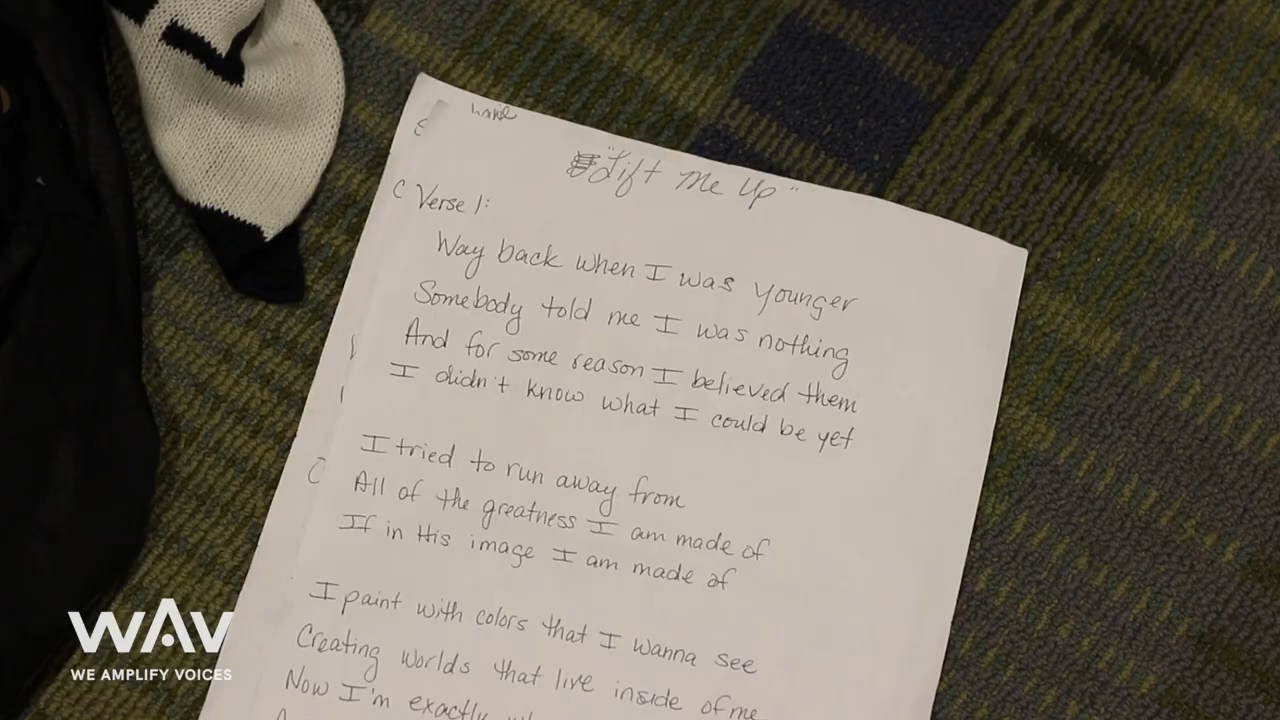 "Lift Me Up"
Verse 1:
Way back when I was younger
Somebody told me I was nothing
And for some reason I believed them
I didn't know what I could be yet
I tried to run away from
All of the greatness I am made of
If in His image I am made of
I paint with colors that I wanna see
Creating worlds that live inside of me
Now I'm exactly
WAV
WE AMPLIFY VOICES